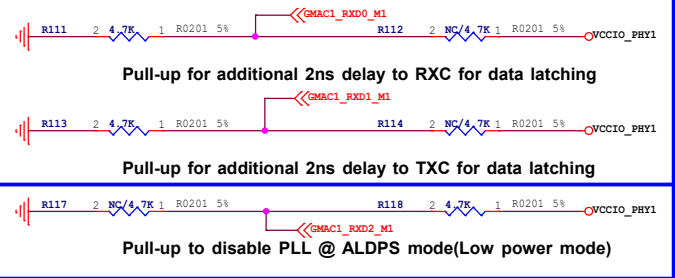 GMAC1_RXD0_M1
R111 2 4.7K 1 R0201 5% R112 2 NC/4.7K 1 R0201 5% VCCIO_PHY1
Pull-up for additional 2ns delay to RXC for data latching
GMAC1_RXD1_M1
R113 2 4.7K 1 R0201 5% R114 2 NC/4.7K 1 R0201 5% VCCIO_PHY1
Pull-up for additional 2ns delay to TXC for data latching
R117 2 NC/4.7K 1 R0201 5% R118 2 4.7K 1 R0201 5% VCCIO_PHY1
GMAC1_RXD2_M1
Pull-up to disable PLL @ ALDPS mode(Low power mode)